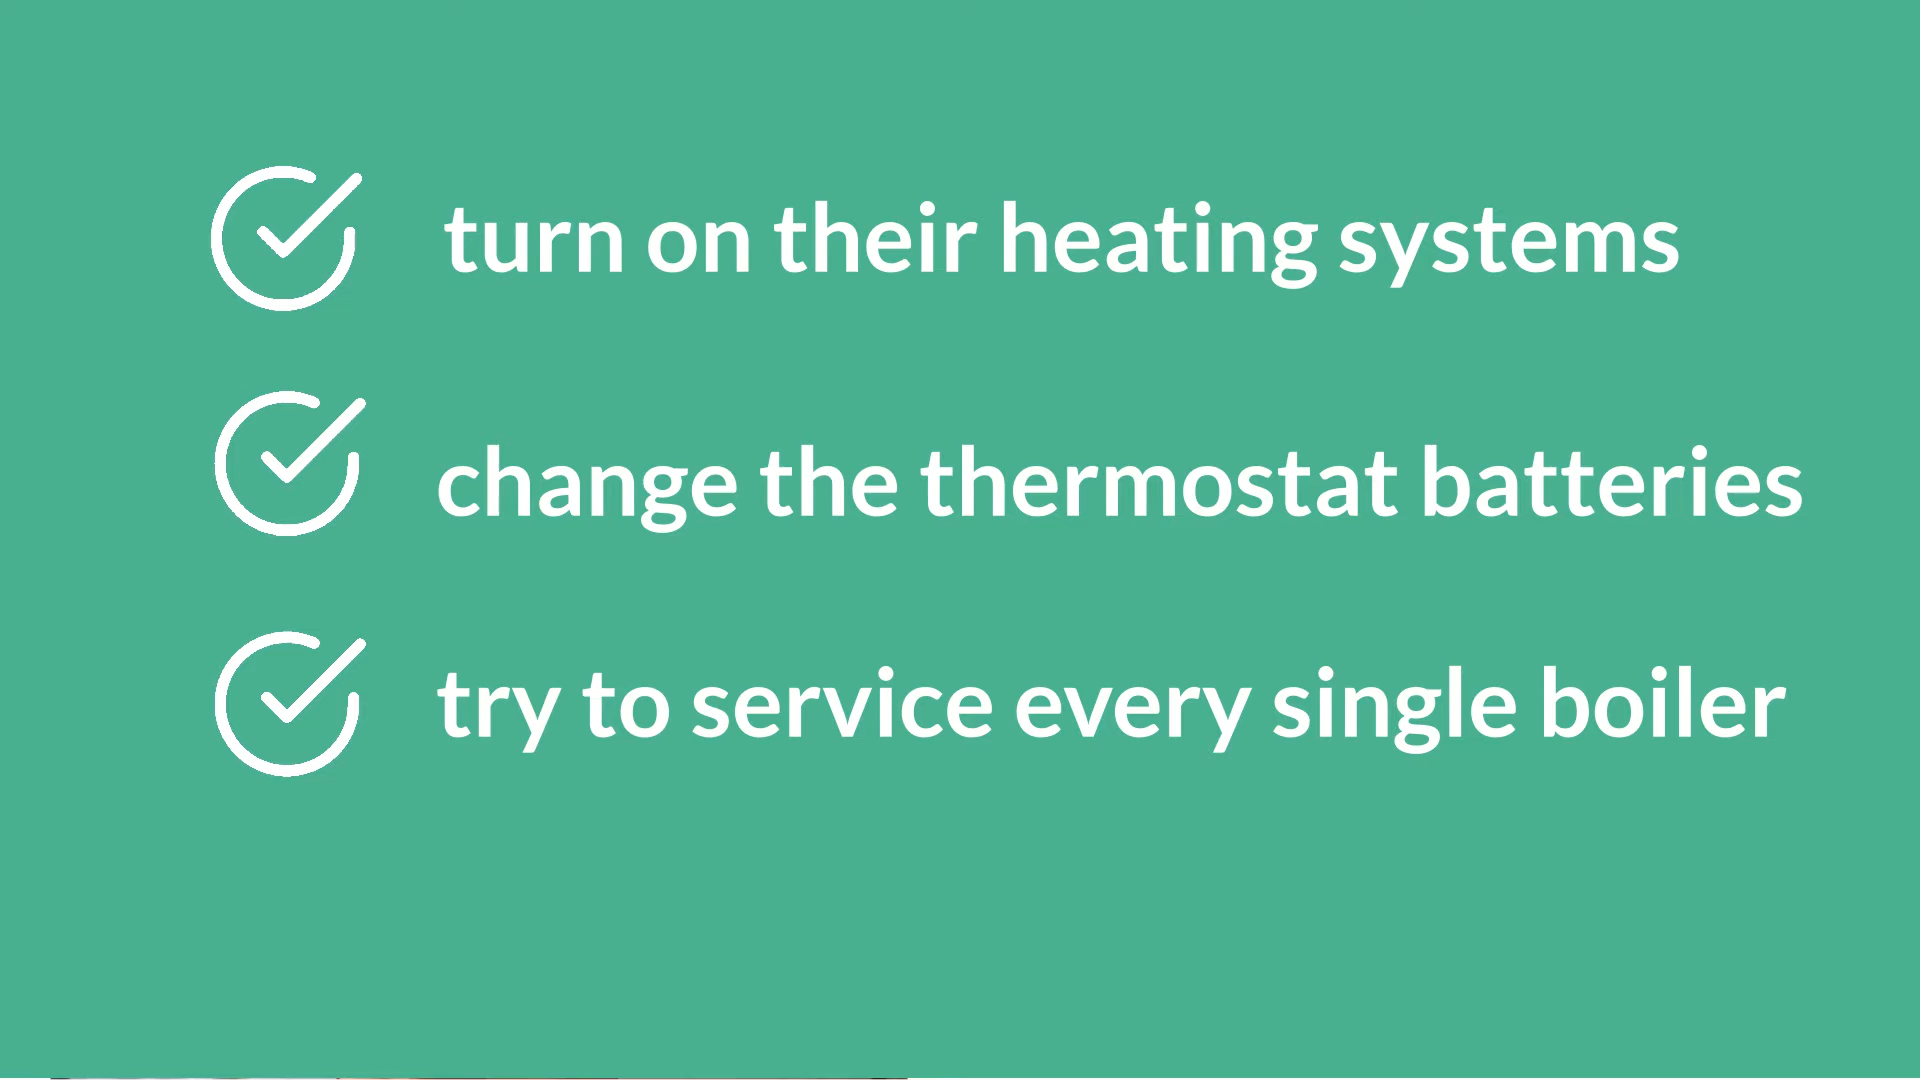 turn on their heating systems
change the thermostat batteries
try to service every single boiler